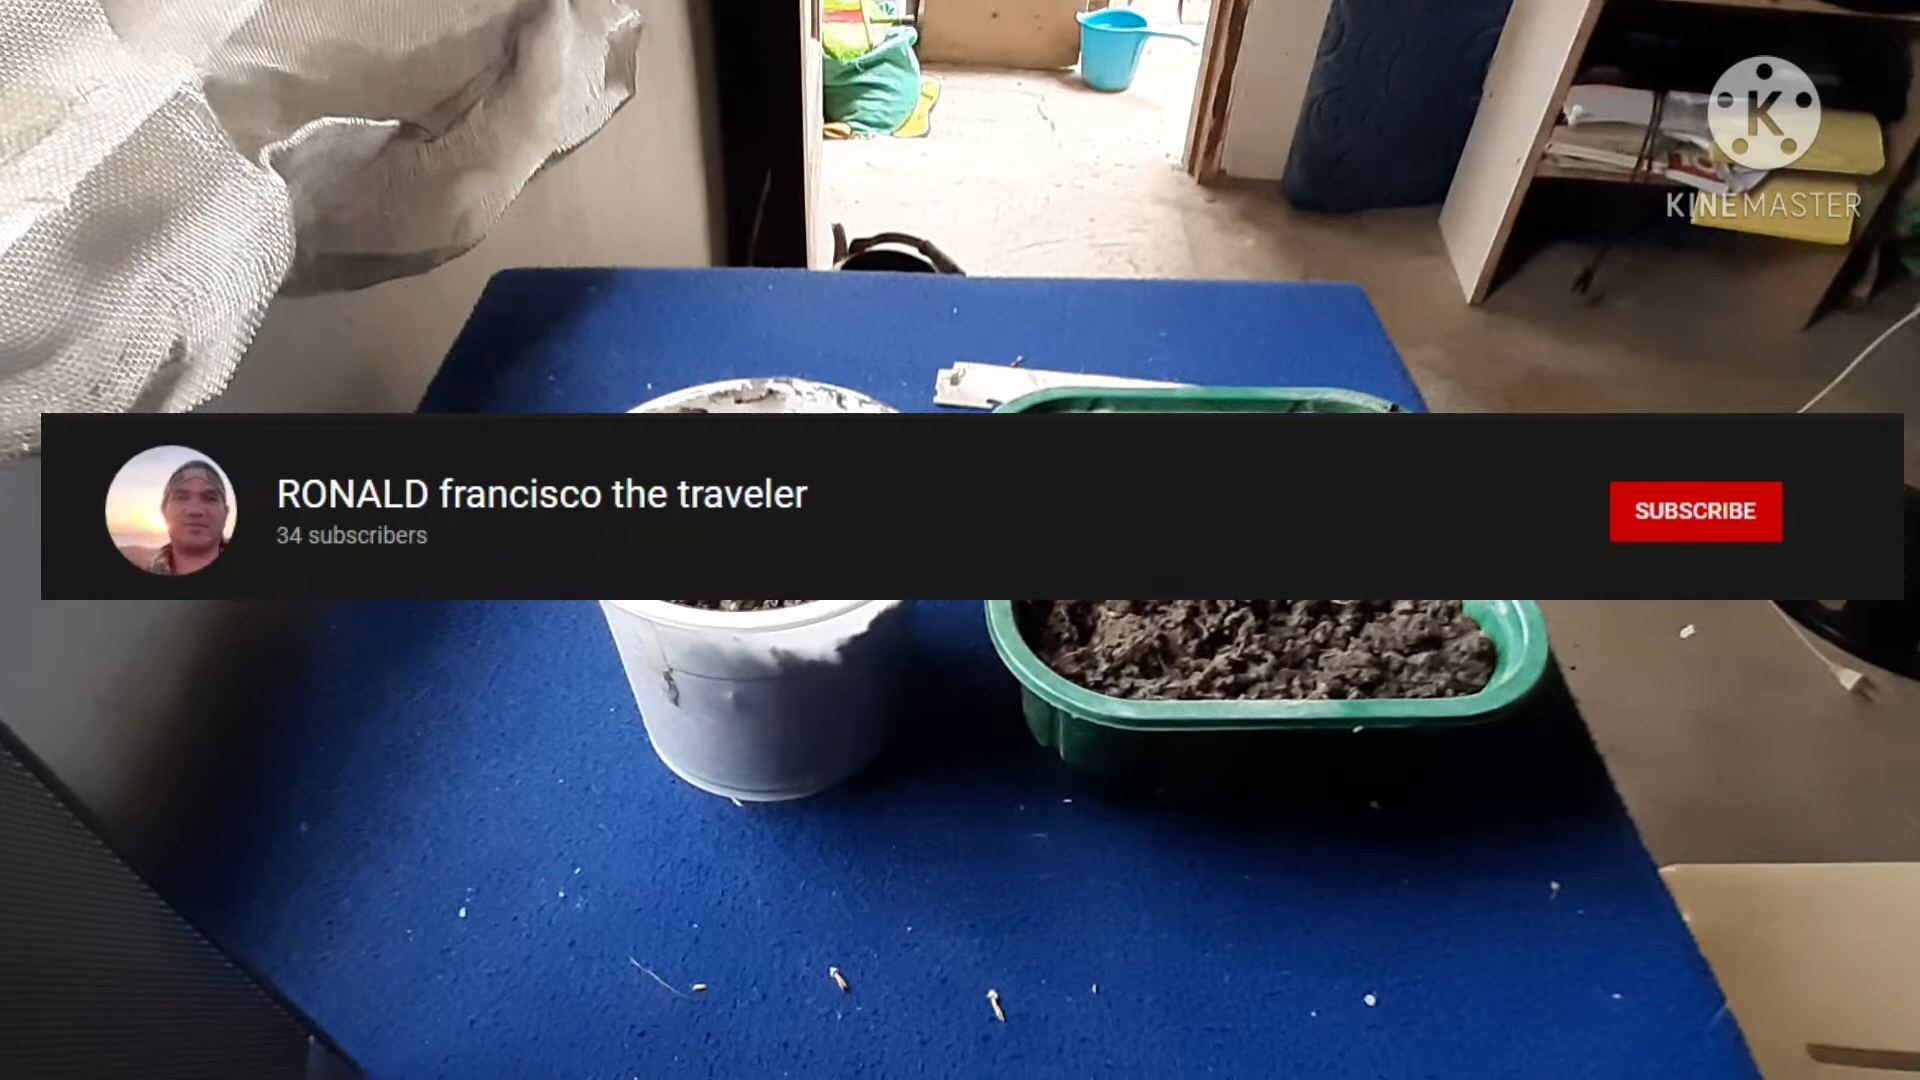 K
KINEMASTER
RONALD francisco the traveler
34 subscribers
SUBSCRIBE